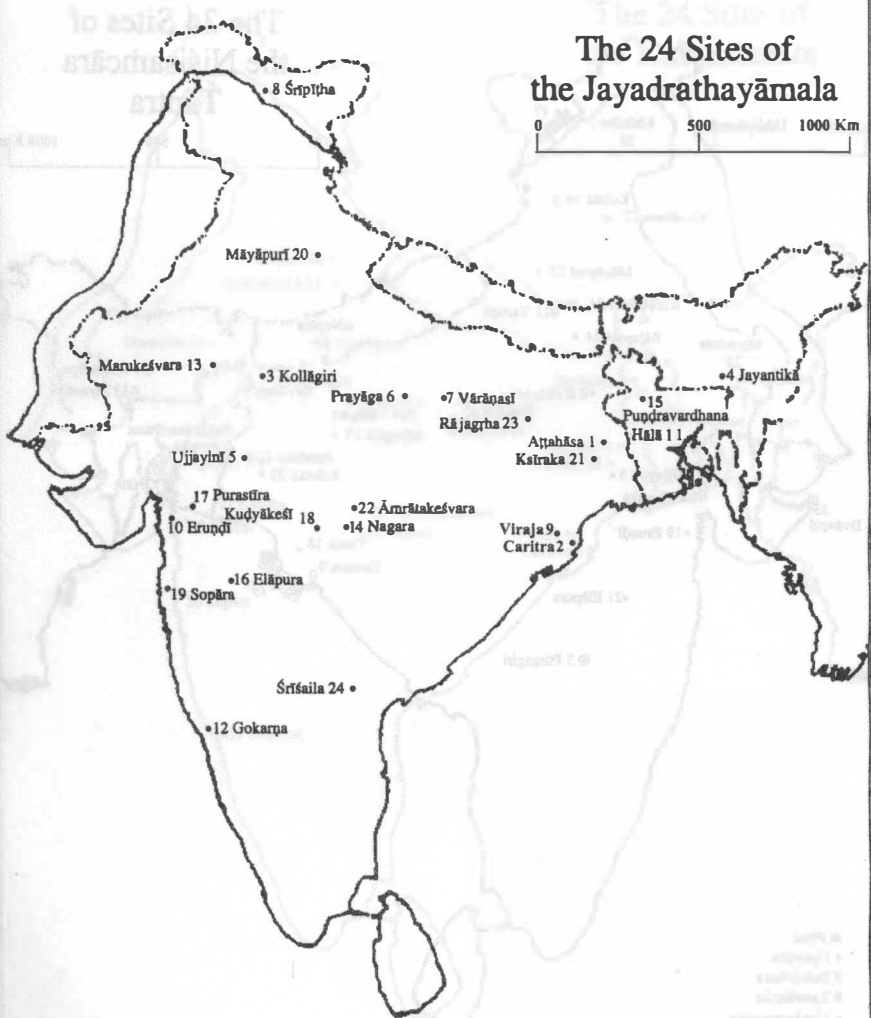 The 24 Sites of
the Jayadrathayāmala
0 500 1000 Km
8 Śrīpīṭha
Māyāpurī 20
Marukeśvara 13
3 Kollāgiri
4 Jayantikā
Prayāga 6
7 Vārāṇasī
15
Puṇḍravardhana
Rājagṛha 23
Hālā 11
Aṭṭahāsa 1
Ujjayinī 5
Ksīraka 21
17 Purastīra
22 Āmrātakeśvara
Kuḍyākeśī 18
10 Eruṇḍī
14 Nagara
Viraja 9
Caritra 2
16 Elāpura
19 Sopāra
Śrīśaila 24
12 Gokarṇa